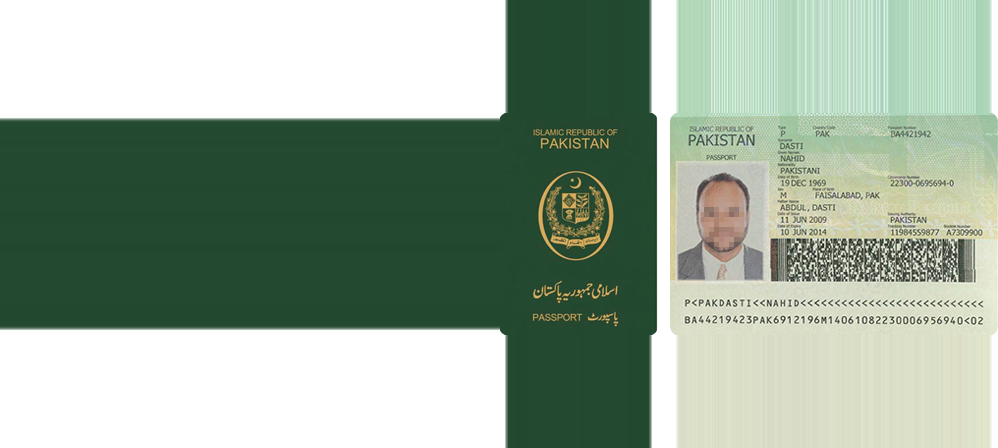 ISLAMIC REPUBLIC OF
PAKISTAN
اسلامی جمہوریہ پاکستان
PASSPORT پاسپورٹ
ISLAMIC REPUBLIC OF
PAKISTAN
PASSPORT
Type Country Code Passport Number
P PAK BA4421942
Surname
DASTI
Given Names
NAHID
Nationality
PAKISTANI
Date of Birth Citizenship Number
19 DEC 1969 22300-0695694-0
Sex Place of Birth
M FAISALABAD, PAK
Father Name
ABDUL, DASTI
Date of Issue Issuing Authority
11 JUN 2009 PAKISTAN
Date of Expiry Tracking Number Booklet Number
10 JUN 2014 11984559877 A7309900
P<PAKDASTI<<NAHID<<<<<<<<<<<<<<<<<<<<<<<<<<<
BA44219423PAK6912196M14061082230006956940<02